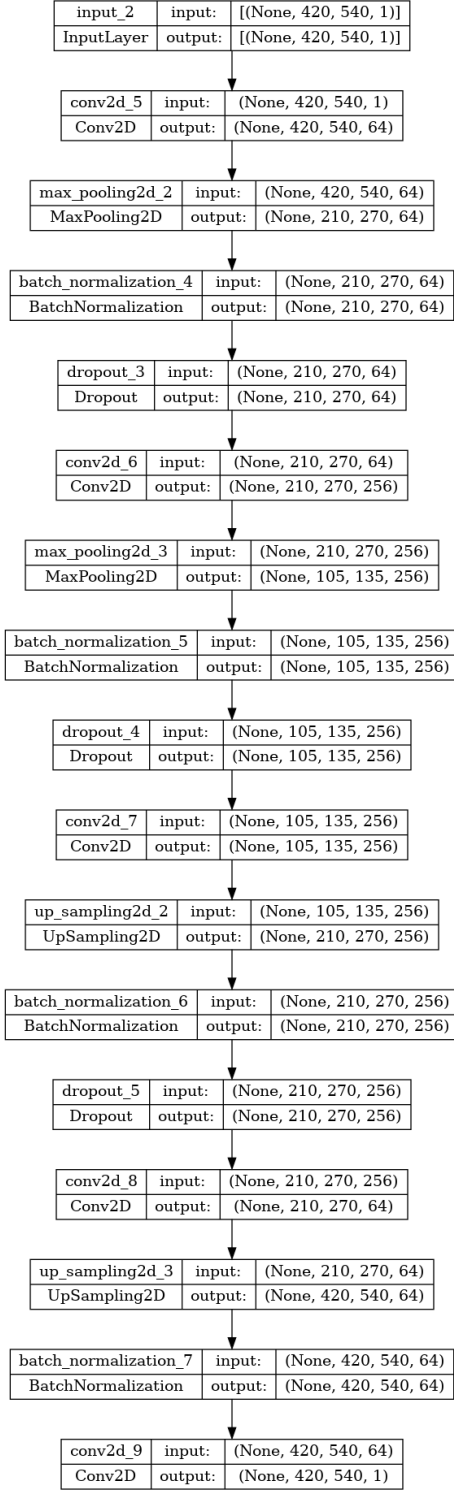 input_2 input: [(None, 420, 540, 1)]
InputLayer output: [(None, 420, 540, 1)]
conv2d_5 input: (None, 420, 540, 1)
Conv2D output: (None, 420, 540, 64)
max_pooling2d_2 input: (None, 420, 540, 64)
MaxPooling2D output: (None, 210, 270, 64)
batch_normalization_4 input: (None, 210, 270, 64)
BatchNormalization output: (None, 210, 270, 64)
dropout_3 input: (None, 210, 270, 64)
Dropout output: (None, 210, 270, 64)
conv2d_6 input: (None, 210, 270, 64)
Conv2D output: (None, 210, 270, 256)
max_pooling2d_3 input: (None, 210, 270, 256)
MaxPooling2D output: (None, 105, 135, 256)
batch_normalization_5 input: (None, 105, 135, 256)
BatchNormalization output: (None, 105, 135, 256)
dropout_4 input: (None, 105, 135, 256)
Dropout output: (None, 105, 135, 256)
conv2d_7 input: (None, 105, 135, 256)
Conv2D output: (None, 105, 135, 256)
up_sampling2d_2 input: (None, 105, 135, 256)
UpSampling2D output: (None, 210, 270, 256)
batch_normalization_6 input: (None, 210, 270, 256)
BatchNormalization output: (None, 210, 270, 256)
dropout_5 input: (None, 210, 270, 256)
Dropout output: (None, 210, 270, 256)
conv2d_8 input: (None, 210, 270, 256)
Conv2D output: (None, 210, 270, 64)
up_sampling2d_3 input: (None, 210, 270, 64)
UpSampling2D output: (None, 420, 540, 64)
batch_normalization_7 input: (None, 420, 540, 64)
BatchNormalization output: (None, 420, 540, 64)
conv2d_9 input: (None, 420, 540, 64)
Conv2D output: (None, 420, 540, 1)